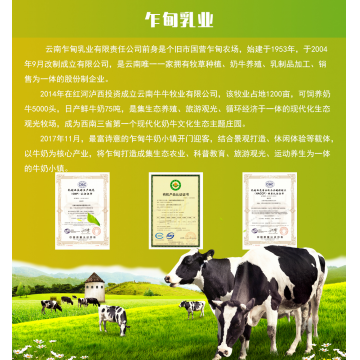 乍甸乳业
云南乍甸乳业有限责任公司前身是个旧市国营乍甸农场，始建于1953年，于2004
年9月改制成立有限公司，是云南唯一一家拥有牧草种植、奶牛养殖、乳制品加工、销
售为一体的股份制企业。
2014年在红河泸西投资成立云南牛牛牧业有限公司，该牧业占地1200亩，可饲养奶
牛5000头，日产鲜牛奶75吨，是集生态养殖、旅游观光、循环经济于一体的现代化生态
观光牧场，成为西南三省第一个现代化奶牛文化生态主题庄园。
2017年11月，最富诗意的乍甸牛奶小镇开门迎客，结合景观打造、休闲体验等载体，
以牛奶为核心产业，将乍甸打造成集生态农业、科普教育、旅游观光、运动养生为一体
的牛奶小镇。